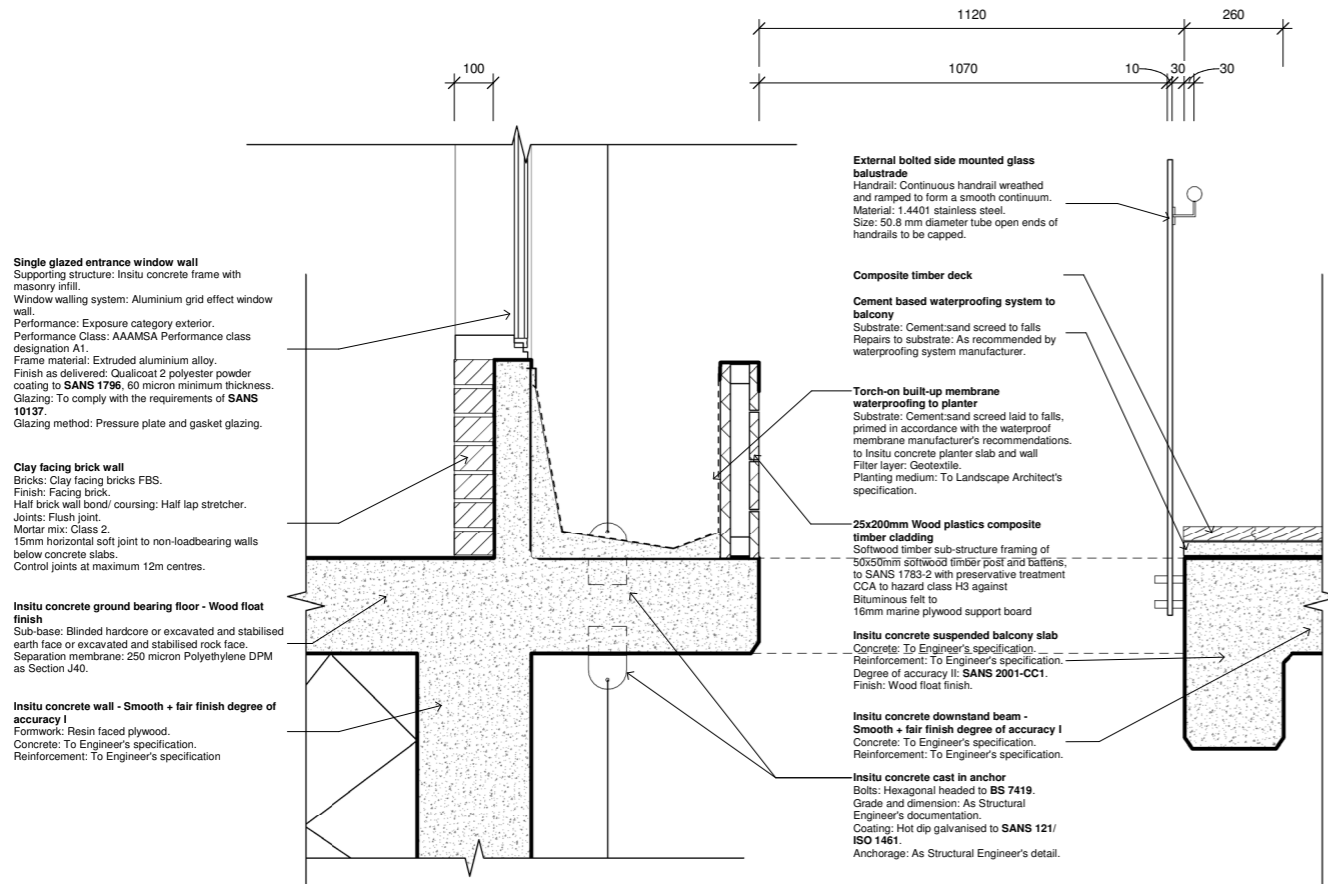 1120
260
100
1070
10
30
30
Single glazed entrance window wall
Supporting structure: Insitu concrete frame with
masonry infill.
Window walling system: Aluminium grid effect window
wall.
Performance: Exposure category exterior.
Performance Class: AAAMSA Performance class
designation A1.
Frame material: Extruded aluminium alloy.
Finish as delivered: Qualicoat 2 polyester powder
coating to SANS 1796, 60 micron minimum thickness.
Glazing: To comply with the requirements of SANS
10137.
Glazing method: Pressure plate and gasket glazing.
Clay facing brick wall
Bricks: Clay facing bricks FBS.
Finish: Facing brick.
Half brick wall bond/ coursing: Half lap stretcher.
Joints: Flush joint.
Mortar mix: Class 2.
15mm horizontal soft joint to non-loadbearing walls
below concrete slabs.
Control joints at maximum 12m centres.
Insitu concrete ground bearing floor - Wood float
finish
Sub-base: Blinded hardcore or excavated and stabilised
earth face or excavated and stabilised rock face.
Separation membrane: 250 micron Polyethylene DPM
as Section J40.
Insitu concrete wall - Smooth + fair finish degree of
accuracy I
Formwork: Resin faced plywood.
Concrete: To Engineer's specification.
Reinforcement: To Engineer's specification
External bolted side mounted glass
balustrade
Handrail: Continuous handrail wreathed
and ramped to form a smooth continuum.
Material: 1.4401 stainless steel.
Size: 50.8 mm diameter tube open ends of
handrails to be capped.
Composite timber deck
Cement based waterproofing system to
balcony
Substrate: Cement:sand screed to falls
Repairs to substrate: As recommended by
waterproofing system manufacturer.
Torch-on built-up membrane
waterproofing to planter
Substrate: Cement:sand screed laid to falls,
primed in accordance with the waterproof
membrane manufacturer's recommendations.
to Insitu concrete planter slab and wall
Filter layer: Geotextile.
Planting medium: To Landscape Architect's
specification.
25x200mm Wood plastics composite
timber cladding
Softwood timber sub-structure framing of
50x50mm softwood timber post and battens,
to SANS 1783-2 with preservative treatment
CCA to hazard class H3 against
Bituminous felt to
16mm marine plywood support board
Insitu concrete suspended balcony slab
Concrete: To Engineer's specification.
Reinforcement: To Engineer's specification.
Degree of accuracy II: SANS 2001-CC1.
Finish: Wood float finish.
Insitu concrete downstand beam -
Smooth + fair finish degree of accuracy I
Concrete: To Engineer's specification.
Reinforcement: To Engineer's specification.
Insitu concrete cast in anchor
Bolts: Hexagonal headed to BS 7419.
Grade and dimension: As Structural
Engineer's documentation.
Coating: Hot dip galvanised to SANS 121/
ISO 1461.
Anchorage: As Structural Engineer's detail.